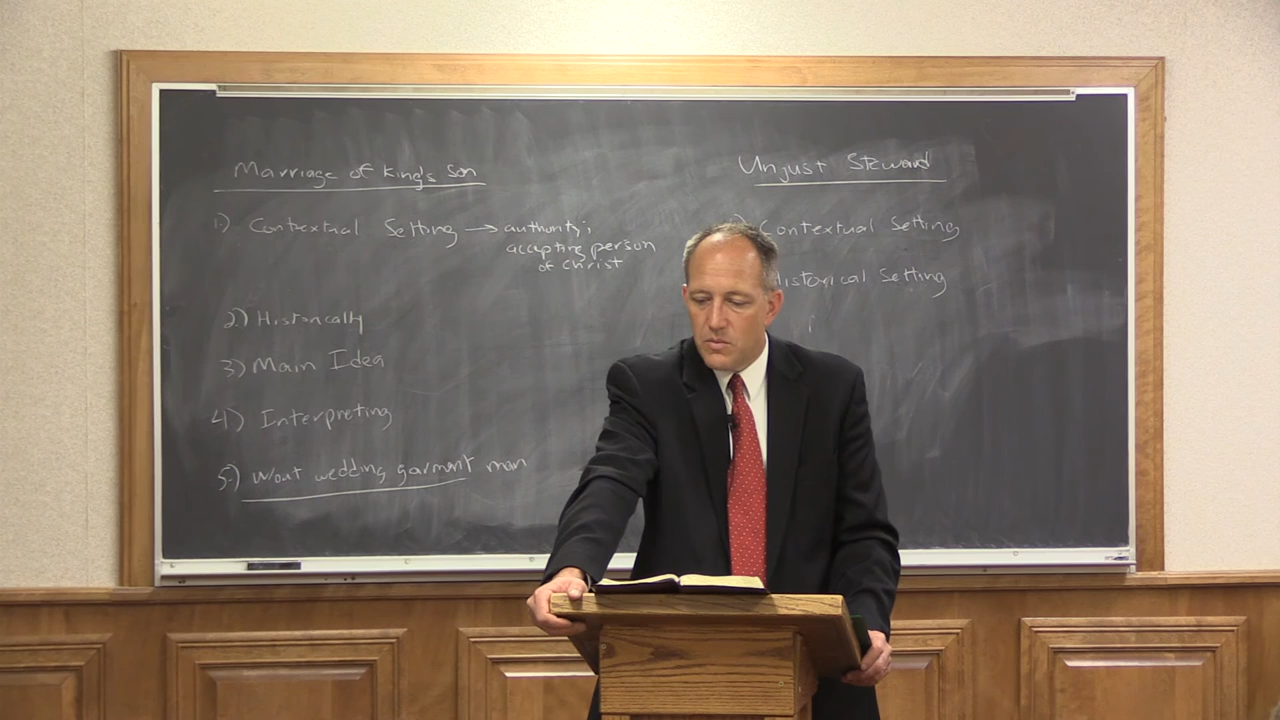 Marriage of King's Son
1.) Contextual Setting → authority;
accepting person
of Christ
2.) Historically
3.) Main Idea
4.) Interpreting
5.) W/out wedding garment man
Unjust Steward
Contextual Setting
Historical Setting